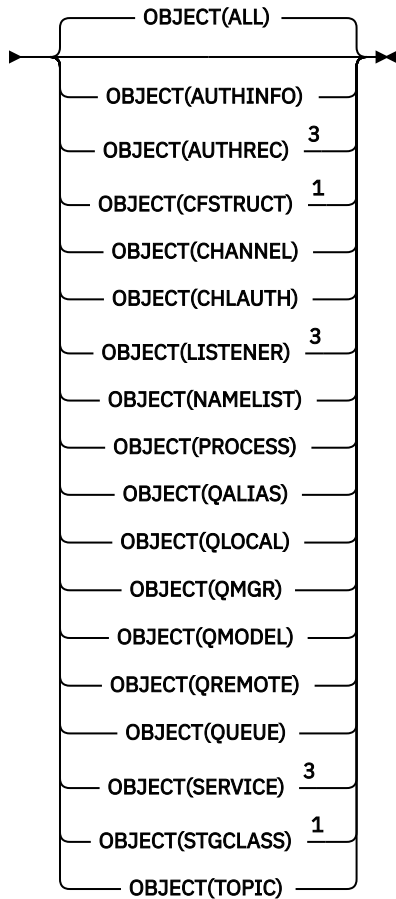 OBJECT(ALL)
OBJECT(AUTHINFO)
OBJECT(AUTHREC) 3
OBJECT(CFSTRUCT) 1
OBJECT(CHANNEL)
OBJECT(CHLAUTH)
OBJECT(LISTENER) 3
OBJECT(NAMELIST)
OBJECT(PROCESS)
OBJECT(QALIAS)
OBJECT(QLOCAL)
OBJECT(QMGR)
OBJECT(QMODEL)
OBJECT(QREMOTE)
OBJECT(QUEUE)
OBJECT(SERVICE) 3
OBJECT(STGCLASS) 1
OBJECT(TOPIC)